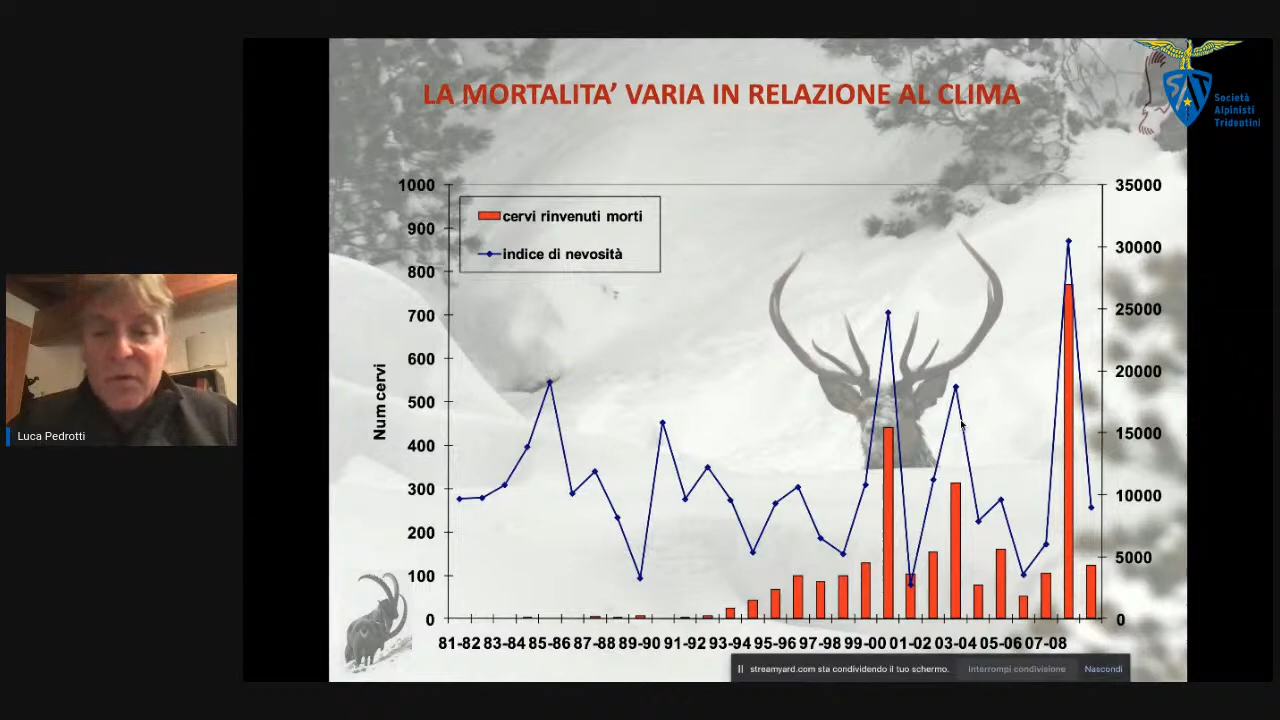 LA MORTALITA’ VARIA IN RELAZIONE AL CLIMA
SAT
Società
Alpinisti
Tridentini
1000
900
800
700
600
500
400
300
200
100
0
Num cervi
cervi rinvenuti morti
indice di nevosità
35000
30000
25000
20000
15000
10000
5000
0
81-82 83-84 85-86 87-88 89-90 91-92 93-94 95-96 97-98 99-00 01-02 03-04 05-06 07-08
Luca Pedrotti
streamyard.com sta condividendo il tuo schermo. Interrompi condivisione Nascondi